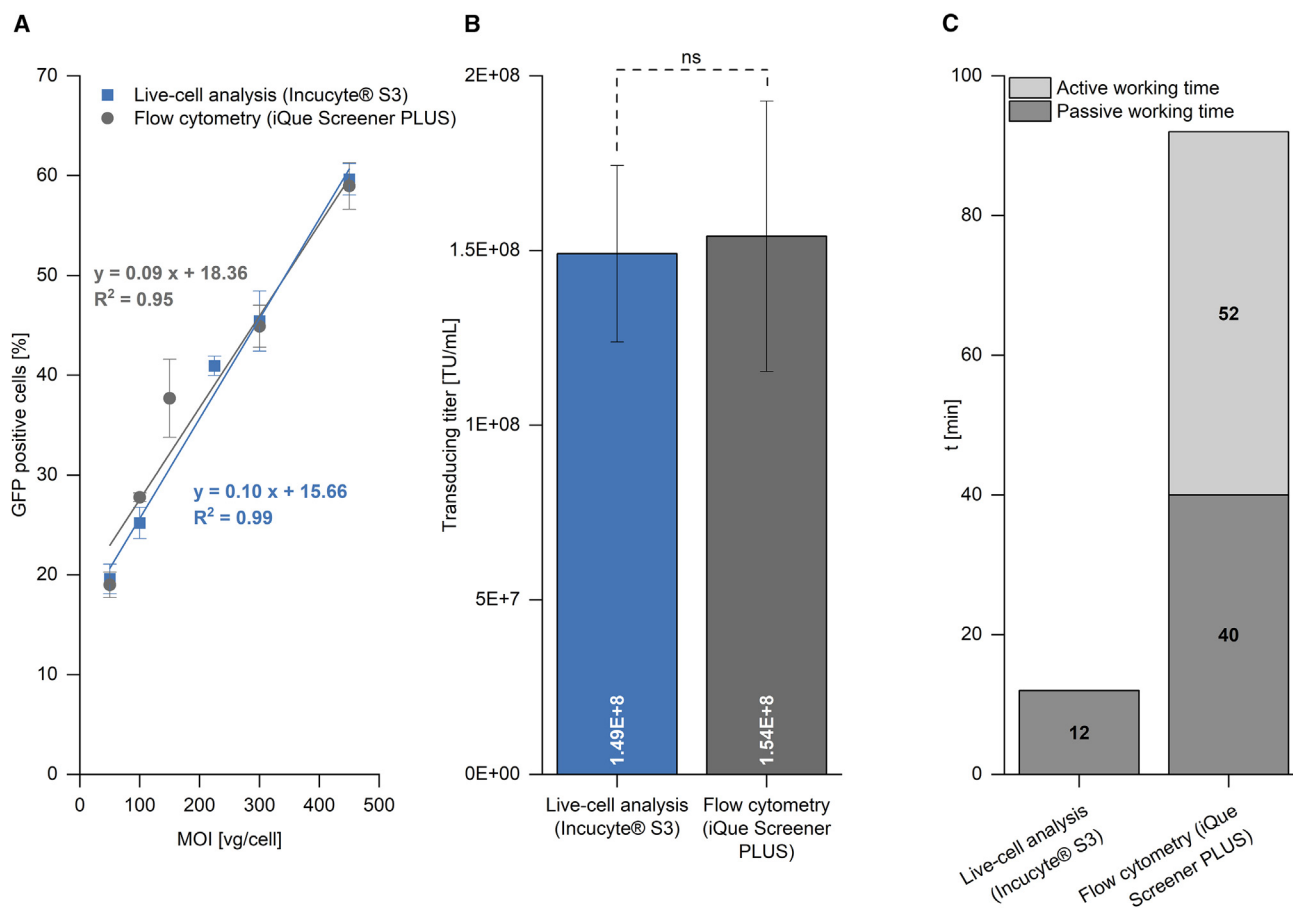 A
70
60
50
40
30
20
10
0
GFP positive cells [%]
Live-cell analysis (Incucyte® S3)
Flow cytometry (iQue Screener PLUS)
y = 0.09 x + 18.36
R² = 0.95
y = 0.10 x + 15.66
R² = 0.99
0 100 200 300 400 500
MOI [vg/cell]
B
ns
2E+08
1.5E+08
1E+08
5E+7
0E+00
Transducing titer [TU/mL]
1.49E+8
1.54E+8
Live-cell analysis
(Incucyte® S3)
Flow cytometry
(iQue Screener
PLUS)
C
100
80
60
40
20
0
t [min]
Active working time
Passive working time
52
40
12
Live-cell analysis
(Incucyte® S3)
Flow cytometry (iQue
Screener PLUS)